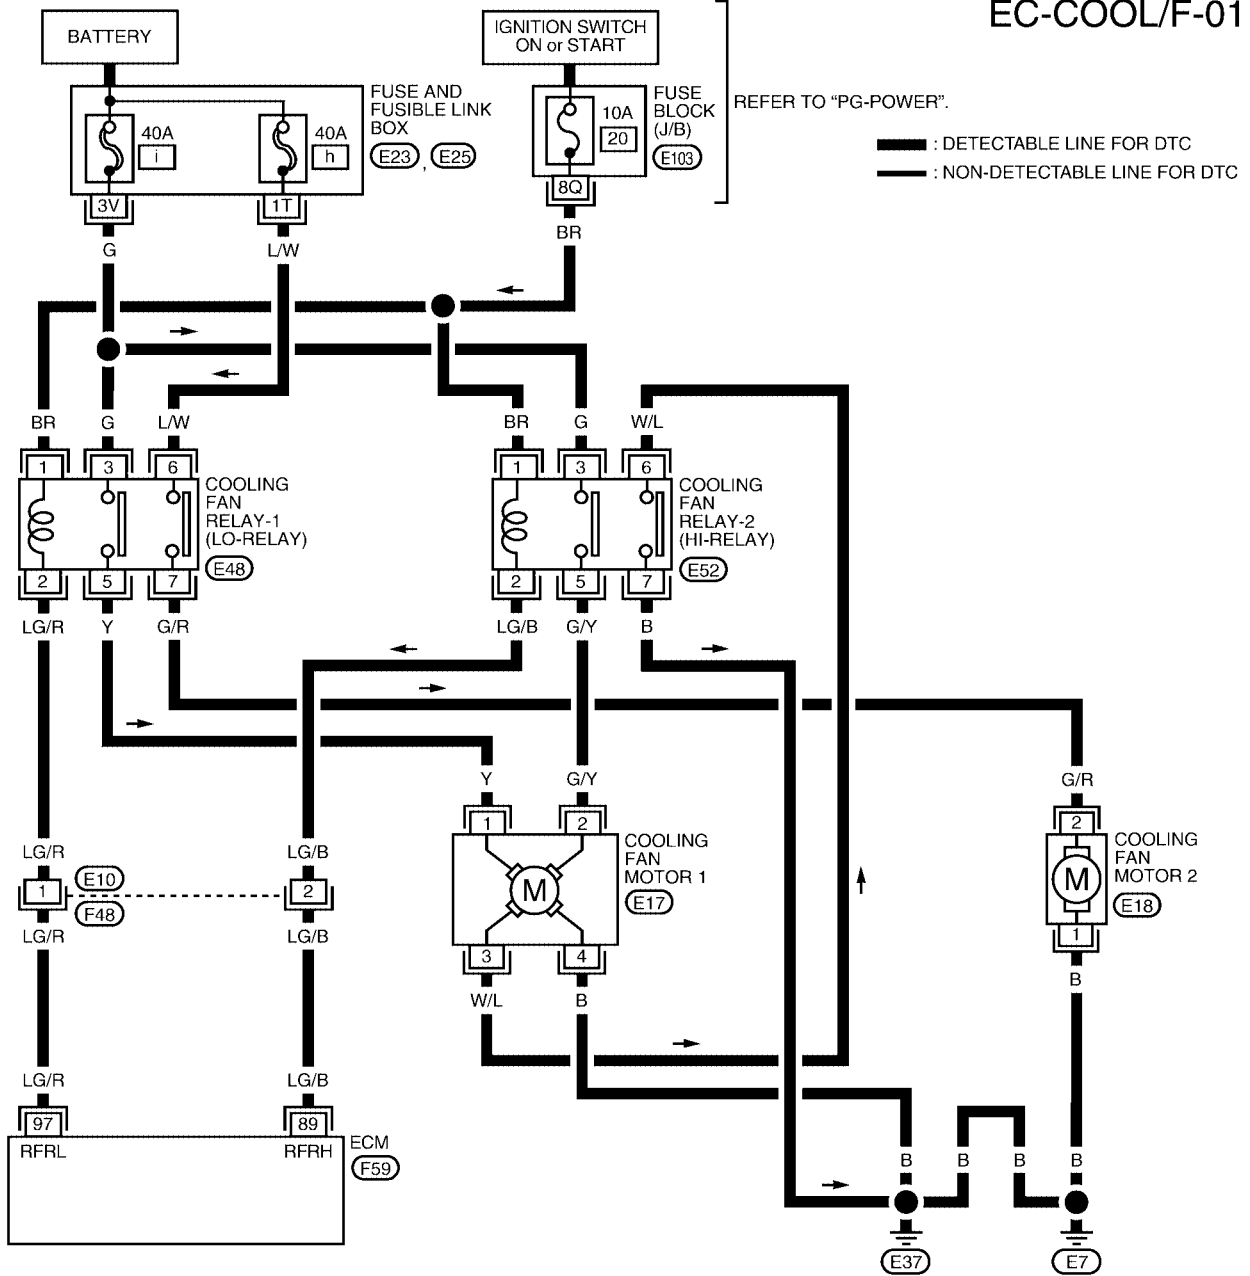 EC-COOL/F-01
BATTERY
IGNITION SWITCH
ON or START
FUSE AND
FUSIBLE LINK
BOX
E23 , E25
40A
i
40A
h
10A
20
FUSE
BLOCK
(J/B)
E103
REFER TO “PG-POWER”.
: DETECTABLE LINE FOR DTC
: NON-DETECTABLE LINE FOR DTC
3V
1T
8Q
G
L/W
BR
BR
G
L/W
BR
G
W/L
1
3
6
1
3
6
COOLING
FAN
RELAY-1
(LO-RELAY)
E48
COOLING
FAN
RELAY-2
(HI-RELAY)
E52
2
5
7
2
5
7
LG/R
Y
G/R
LG/B
G/Y
B
Y
G/Y
G/R
1
2
2
COOLING
FAN
MOTOR 1
E17
M
COOLING
FAN
MOTOR 2
E18
M
LG/R
LG/B
1
E10
F48
2
LG/R
LG/B
3
4
1
W/L
B
B
LG/R
LG/B
97
89
RFRL
RFRH
ECM
F59
B
B
B
B
E37
E7